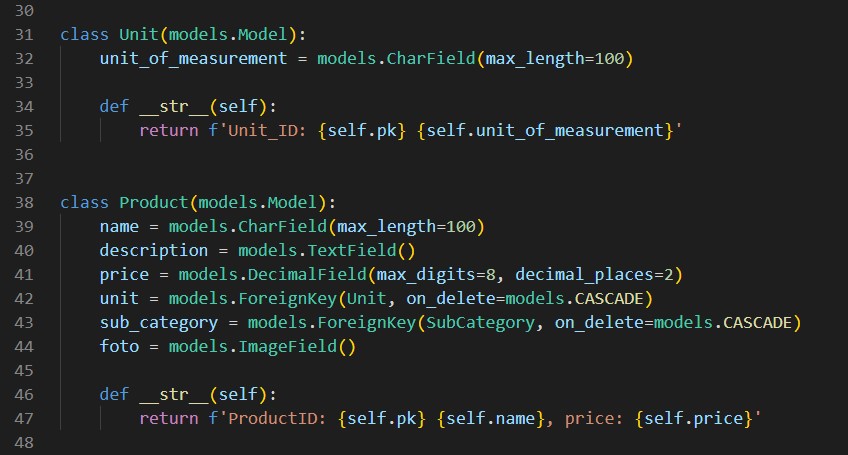 30
31 class Unit(models.Model):
32     unit_of_measurement = models.CharField(max_length=100)
33
34     def __str__(self):
35         return f'Unit_ID: {self.pk} {self.unit_of_measurement}'
36
37
38 class Product(models.Model):
39     name = models.CharField(max_length=100)
40     description = models.TextField()
41     price = models.DecimalField(max_digits=8, decimal_places=2)
42     unit = models.ForeignKey(Unit, on_delete=models.CASCADE)
43     sub_category = models.ForeignKey(SubCategory, on_delete=models.CASCADE)
44     foto = models.ImageField()
45
46     def __str__(self):
47         return f'ProductID: {self.pk} {self.name}, price: {self.price}'
48